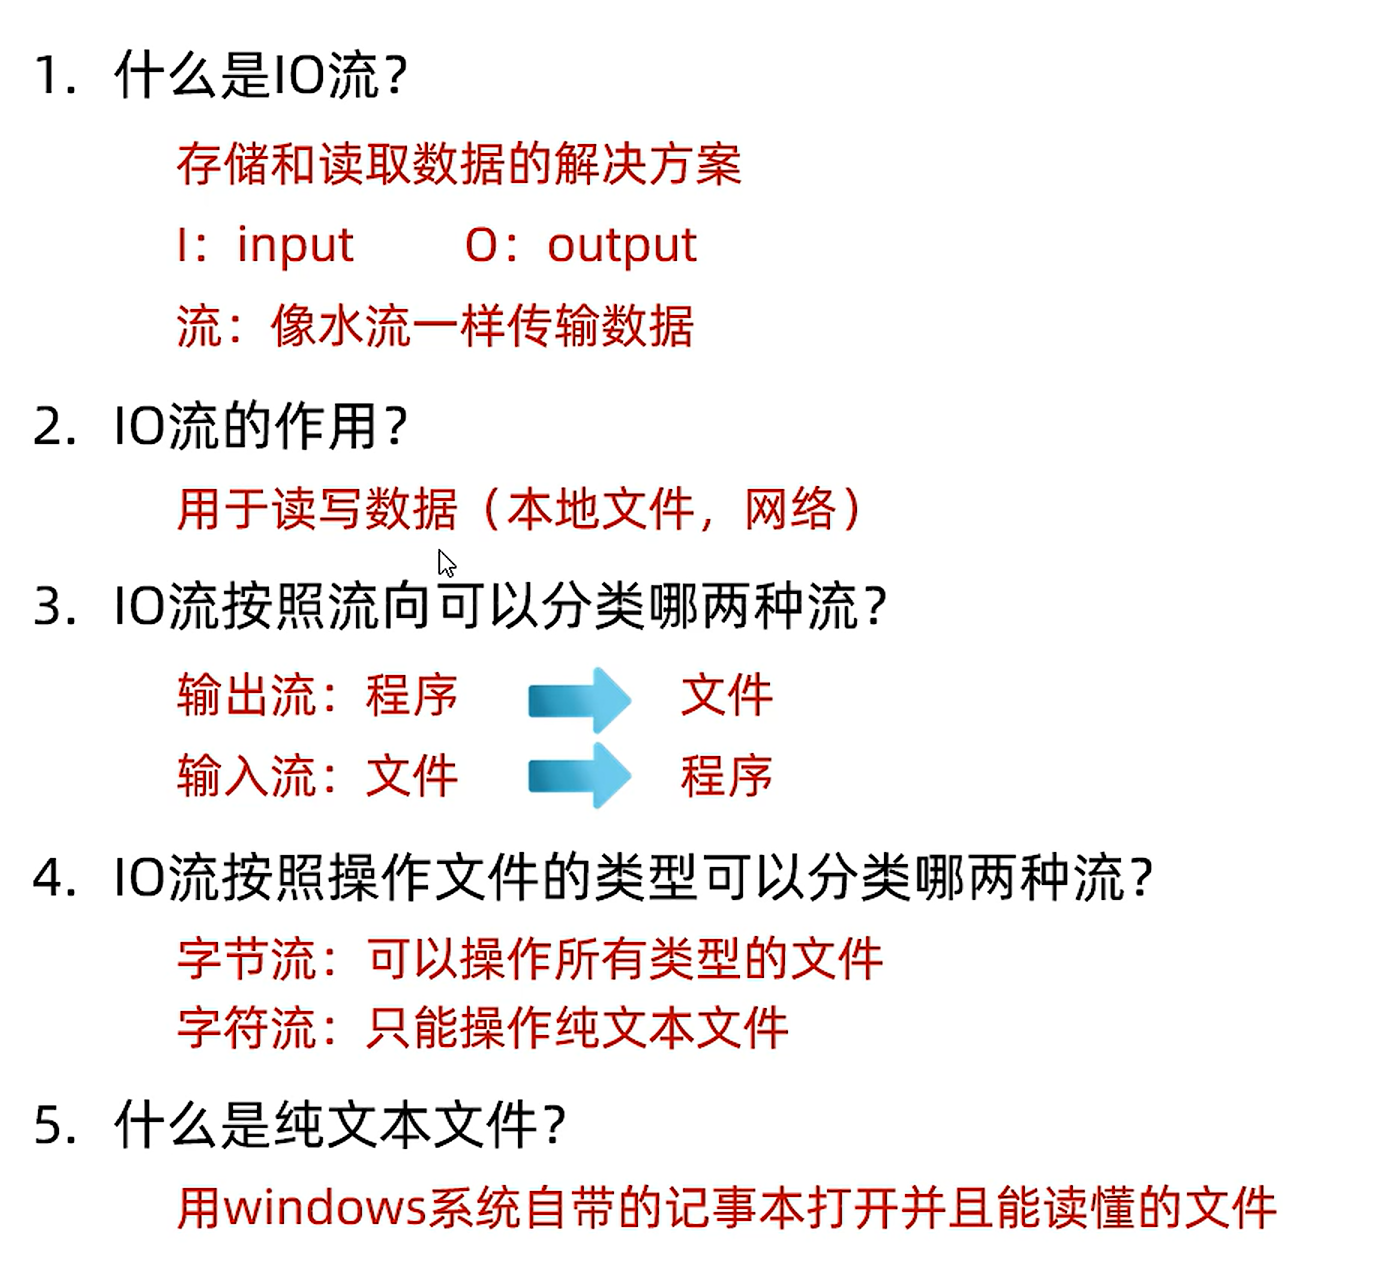 1. 什么是IO流？
存储和读取数据的解决方案
I：input O：output
流：像水流一样传输数据
2. IO流的作用？
用于读写数据（本地文件，网络）
3. IO流按照流向可以分类哪两种流？
输出流：程序 文件
输入流：文件 程序
4. IO流按照操作文件的类型可以分类哪两种流？
字节流：可以操作所有类型的文件
字符流：只能操作纯文本文件
5. 什么是纯文本文件？
用windows系统自带的记事本打开并且能读懂的文件